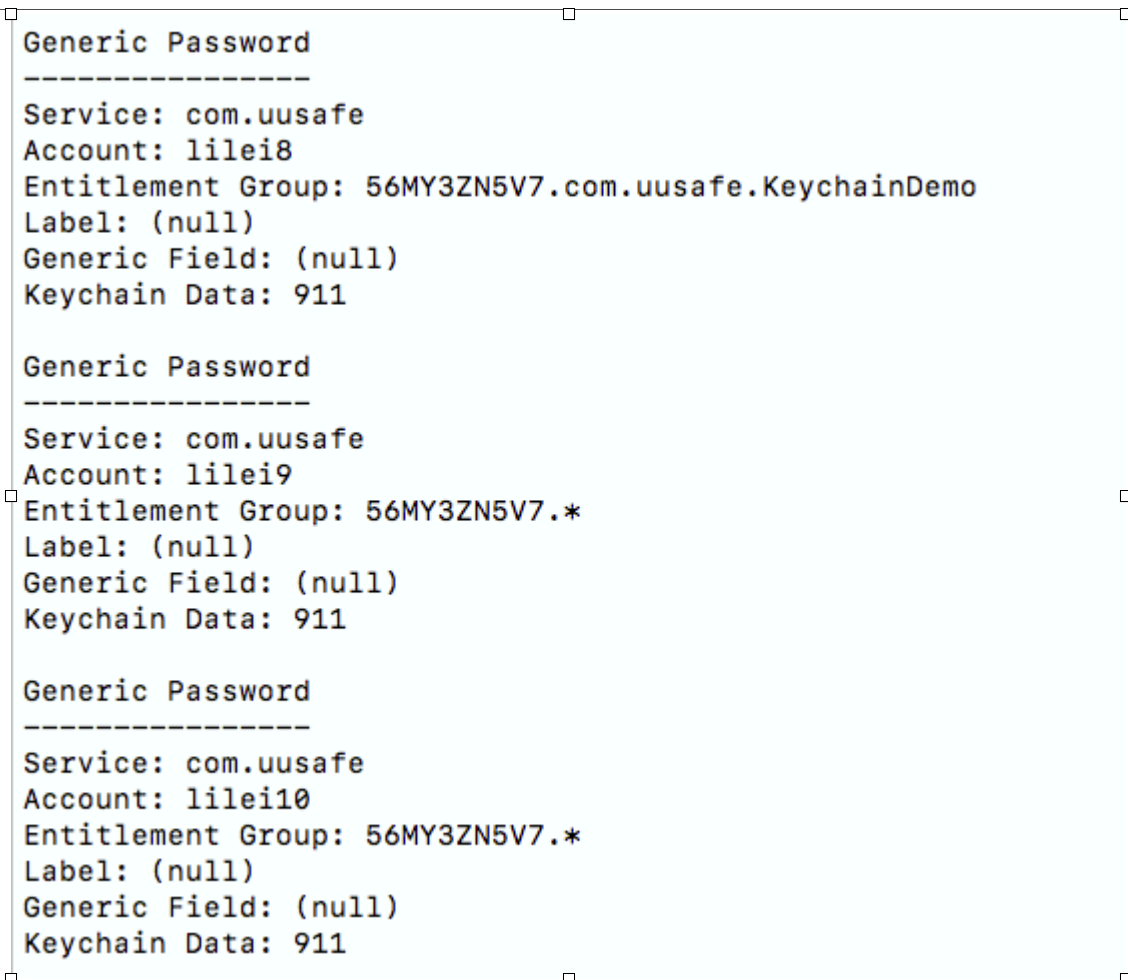 Generic Password
----------------
Service: com.uusafe
Account: lilei8
Entitlement Group: 56MY3ZN5V7.com.uusafe.KeychainDemo
Label: (null)
Generic Field: (null)
Keychain Data: 911
Generic Password
----------------
Service: com.uusafe
Account: lilei9
Entitlement Group: 56MY3ZN5V7.*
Label: (null)
Generic Field: (null)
Keychain Data: 911
Generic Password
----------------
Service: com.uusafe
Account: lilei10
Entitlement Group: 56MY3ZN5V7.*
Label: (null)
Generic Field: (null)
Keychain Data: 911